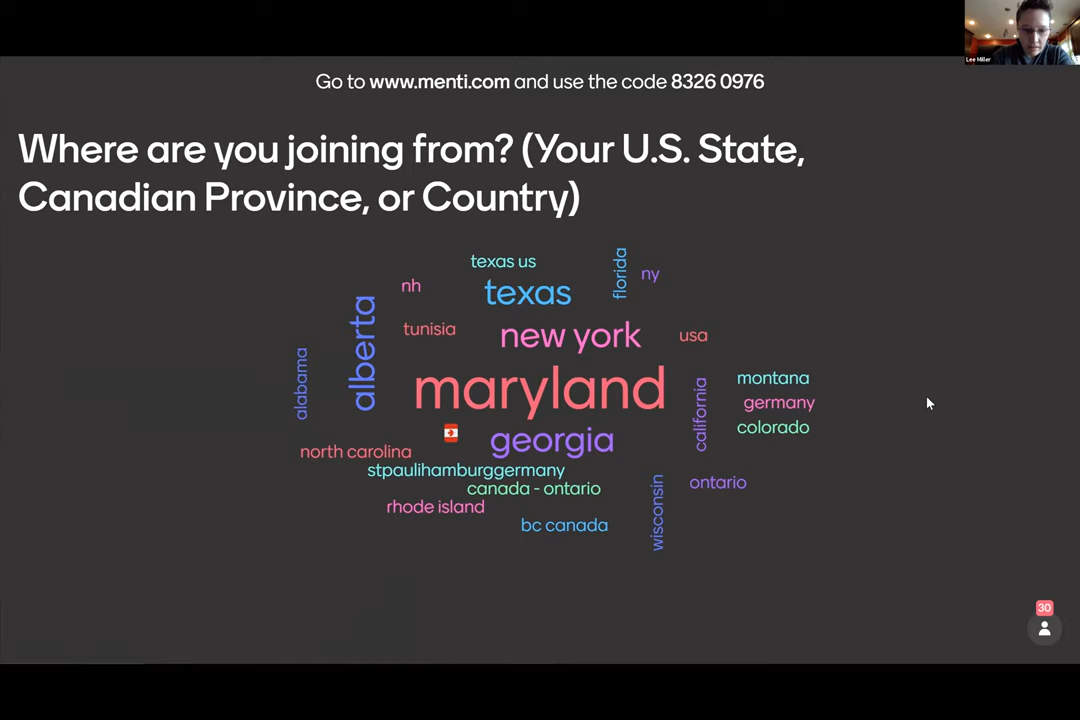 Lee Miller
Go to www.menti.com and use the code 8326 0976
Where are you joining from? (Your U.S. State,
Canadian Province, or Country)
texas us
florida
ny
nh
texas
alberta
tunisia
new york
usa
alabama
maryland
california
montana
germany
colorado
georgia
north carolina
stpaulihamburggermany
canada - ontario
ontario
wisconsin
rhode island
bc canada
30